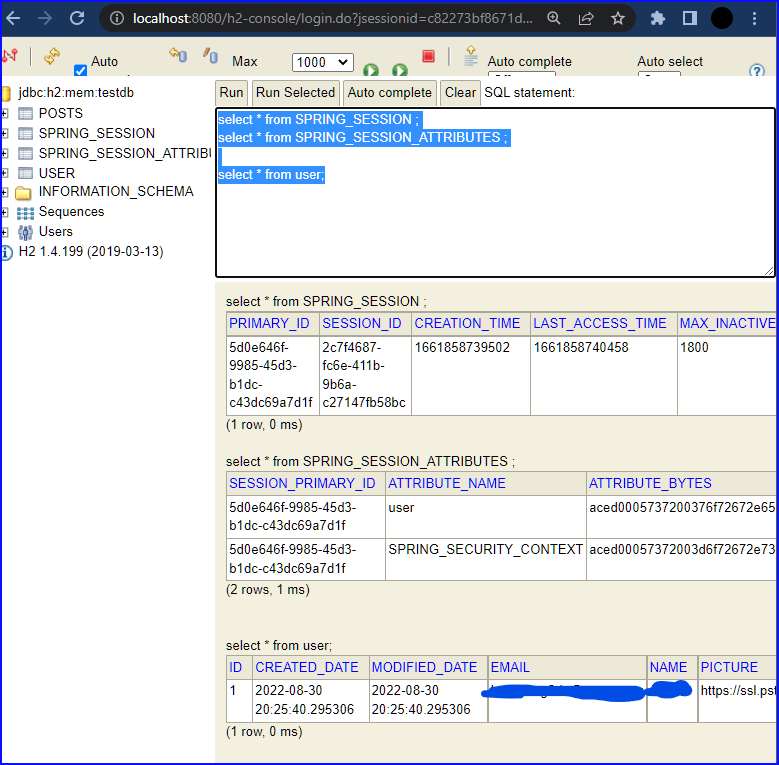 localhost:8080/h2-console/login.do?jsessionid=c82273bf8671d...
Auto
Max
1000
Auto complete
Auto select
jdbc:h2:mem:testdb
POSTS
SPRING_SESSION
SPRING_SESSION_ATTRIBU
USER
INFORMATION_SCHEMA
Sequences
Users
H2 1.4.199 (2019-03-13)
Run Run Selected Auto complete Clear SQL statement:
select * from SPRING_SESSION ;
select * from SPRING_SESSION_ATTRIBUTES ;
select * from user;
select * from SPRING_SESSION ;
PRIMARY_ID SESSION_ID CREATION_TIME LAST_ACCESS_TIME MAX_INACTIVE
5d0e646f- 2c7f4687- 1661858739502 1661858740458 1800
9985-45d3- fc6e-411b-
b1dc- 9b6a-
c43dc69a7d1f c27147fb58bc
(1 row, 0 ms)
select * from SPRING_SESSION_ATTRIBUTES ;
SESSION_PRIMARY_ID ATTRIBUTE_NAME ATTRIBUTE_BYTES
5d0e646f-9985-45d3- user aced0005737200376f72672e65
b1dc-c43dc69a7d1f
5d0e646f-9985-45d3- SPRING_SECURITY_CONTEXT aced00057372003d6f72672e73
b1dc-c43dc69a7d1f
(2 rows, 1 ms)
select * from user;
ID CREATED_DATE MODIFIED_DATE EMAIL NAME PICTURE
1 2022-08-30 2022-08-30 https://ssl.pst
20:25:40.295306 20:25:40.295306
(1 row, 0 ms)